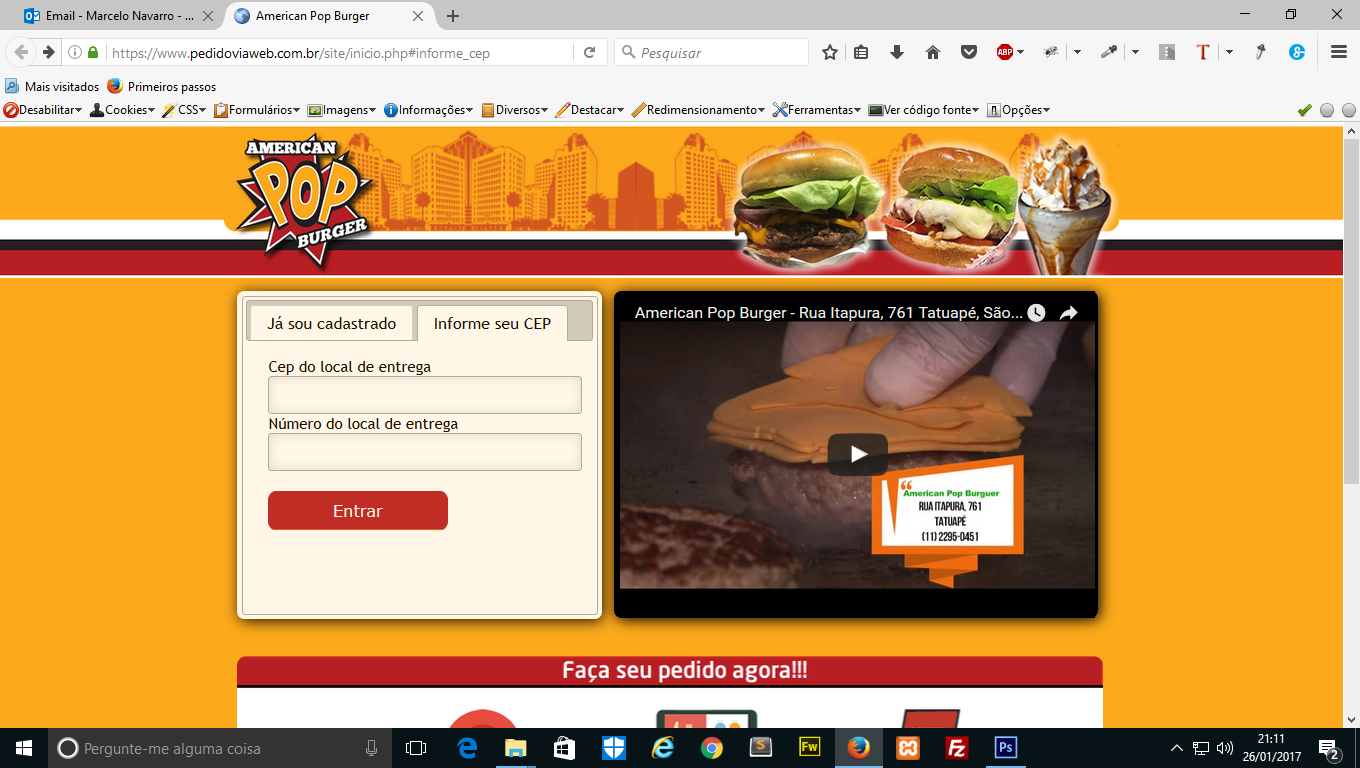 Email - Marcelo Navarro - ...
American Pop Burger
https://www.pedidoviaweb.com.br/site/inicio.php#informe_cep
Pesquisar
ABP
T
Mais visitados
Primeiros passos
Desabilitar
Cookies
CSS
Formulários
Imagens
Informações
Diversos
Destacar
Redimensionamento
Ferramentas
Ver código fonte
Opções
AMERICAN
POP
BURGER
Já sou cadastrado
Informe seu CEP
Cep do local de entrega
Número do local de entrega
Entrar
American Pop Burger - Rua Itapura, 761 Tatuapé, São...
American Pop Burguer
RUA ITAPURA, 761
TATUAPÉ
(11) 2295-0451
Faça seu pedido agora!!!
Pergunte-me alguma coisa
S
Fw
Fz
Ps
21:11
26/01/2017
2